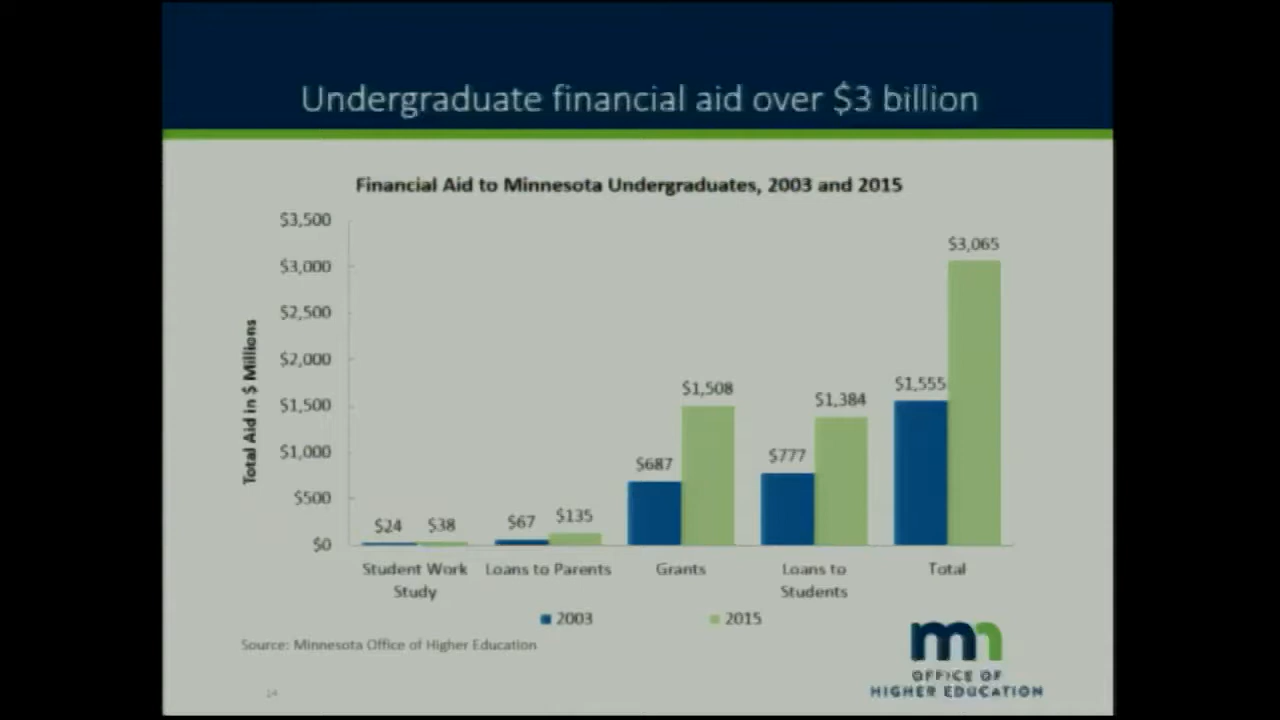 Undergraduate financial aid over $3 billion
Financial Aid to Minnesota Undergraduates, 2003 and 2015
Total Aid in $ Millions
$3,500
$3,000
$2,500
$2,000
$1,500
$1,000
$500
$0
$24
$38
$67
$135
$687
$1,508
$777
$1,384
$1,555
$3,065
Student Work
Study
Loans to Parents
Grants
Loans to
Students
Total
2003
2015
Source: Minnesota Office of Higher Education
14
mn
OFFICE OF
HIGHER EDUCATION